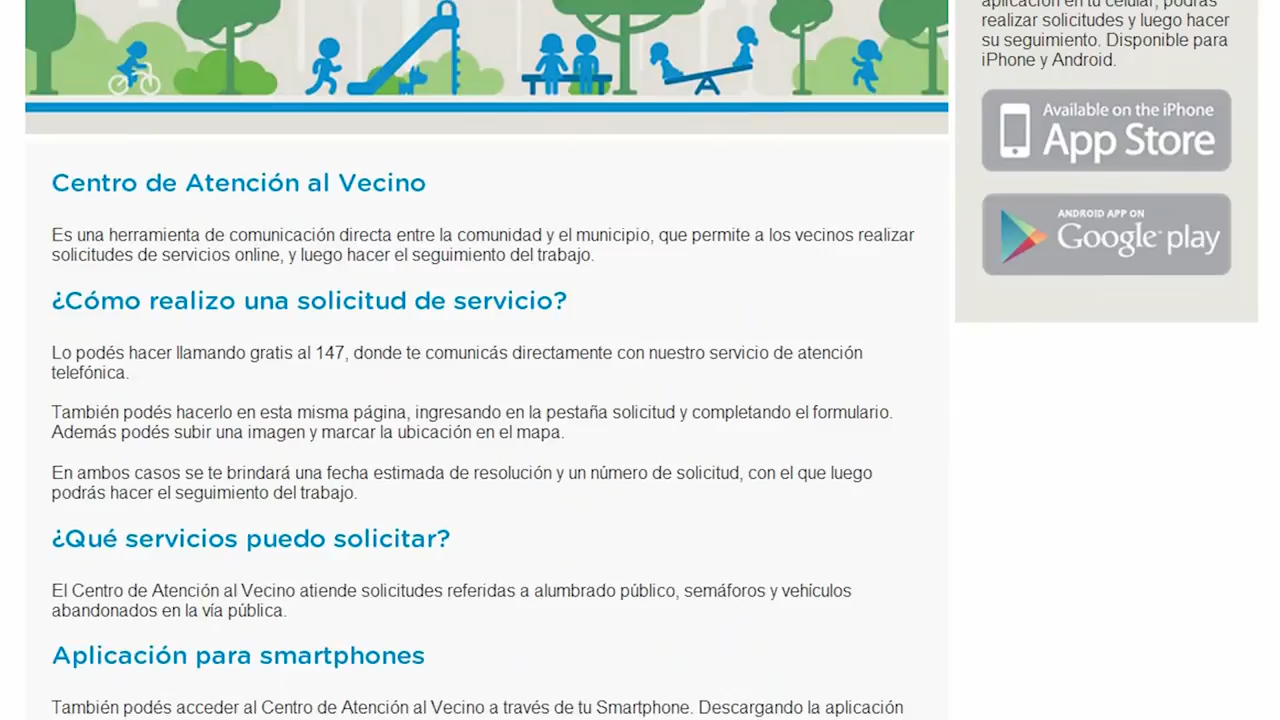 Centro de Atención al Vecino
Es una herramienta de comunicación directa entre la comunidad y el municipio, que permite a los vecinos realizar
solicitudes de servicios online, y luego hacer el seguimiento del trabajo.
¿Cómo realizo una solicitud de servicio?
Lo podés hacer llamando gratis al 147, donde te comunicás directamente con nuestro servicio de atención
telefónica.
También podés hacerlo en esta misma página, ingresando en la pestaña solicitud y completando el formulario.
Además podés subir una imagen y marcar la ubicación en el mapa.
En ambos casos se te brindará una fecha estimada de resolución y un número de solicitud, con el que luego
podrás hacer el seguimiento del trabajo.
¿Qué servicios puedo solicitar?
El Centro de Atención al Vecino atiende solicitudes referidas a alumbrado público, semáforos y vehículos
abandonados en la vía pública.
Aplicación para smartphones
También podés acceder al Centro de Atención al Vecino a través de tu Smartphone. Descargando la aplicación
aplicación en tu celular, podrás
realizar solicitudes y luego hacer
su seguimiento. Disponible para
iPhone y Android.
Available on the iPhone
App Store
ANDROID APP ON
Google play